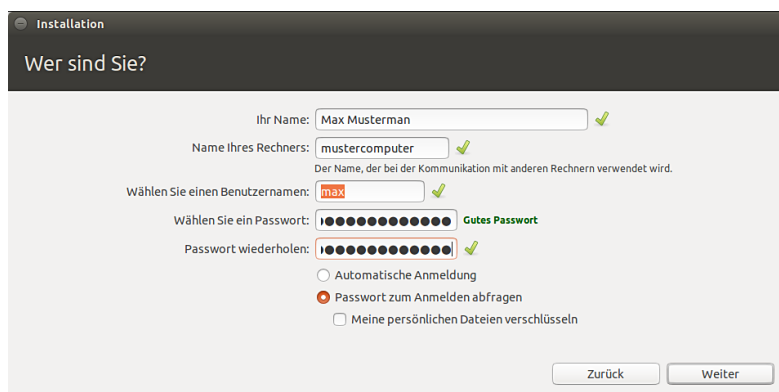 Installation
Wer sind Sie?
Ihr Name: Max Musterman
Name Ihres Rechners: mustercomputer
Der Name, der bei der Kommunikation mit anderen Rechnern verwendet wird.
Wählen Sie einen Benutzernamen: max
Wählen Sie ein Passwort: Gutes Passwort
Passwort wiederholen:
Automatische Anmeldung
Passwort zum Anmelden abfragen
Meine persönlichen Dateien verschlüsseln
Zurück Weiter